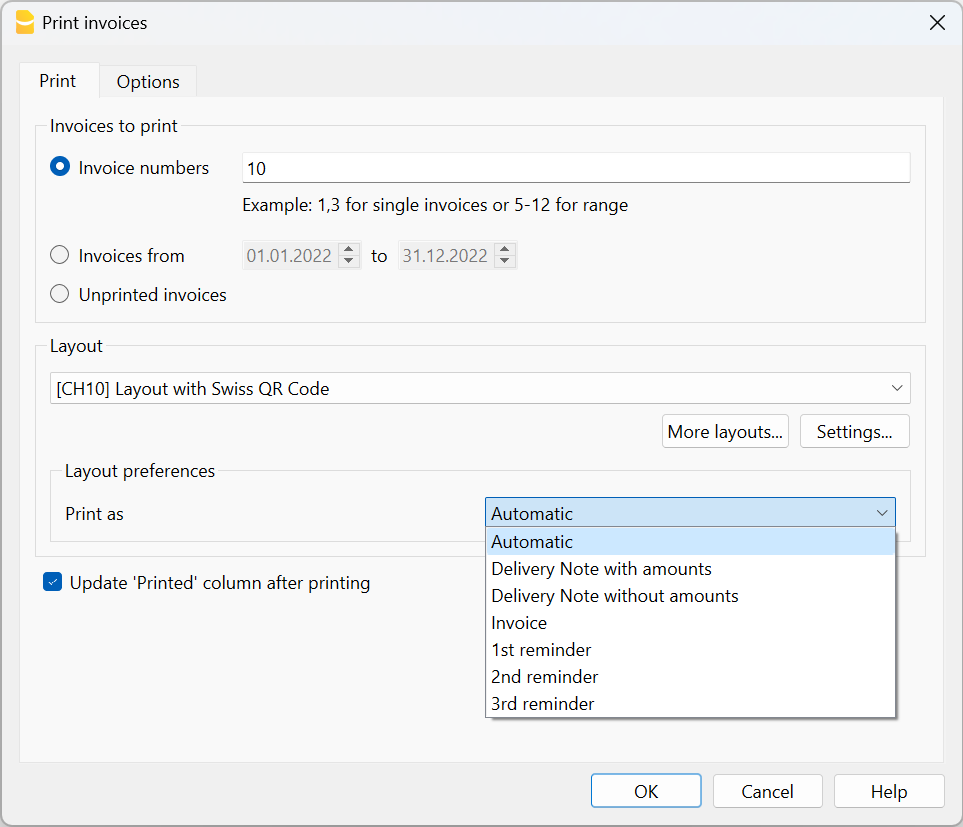 Print invoices
Print Options
Invoices to print
Invoice numbers 10
Example: 1,3 for single invoices or 5-12 for range
Invoices from 01.01.2022 to 31.12.2022
Unprinted invoices
Layout
[CH10] Layout with Swiss QR Code
More layouts... Settings...
Layout preferences
Print as Automatic
Automatic
Delivery Note with amounts
Update 'Printed' column after printing
Delivery Note without amounts
Invoice
1st reminder
2nd reminder
3rd reminder
OK Cancel Help